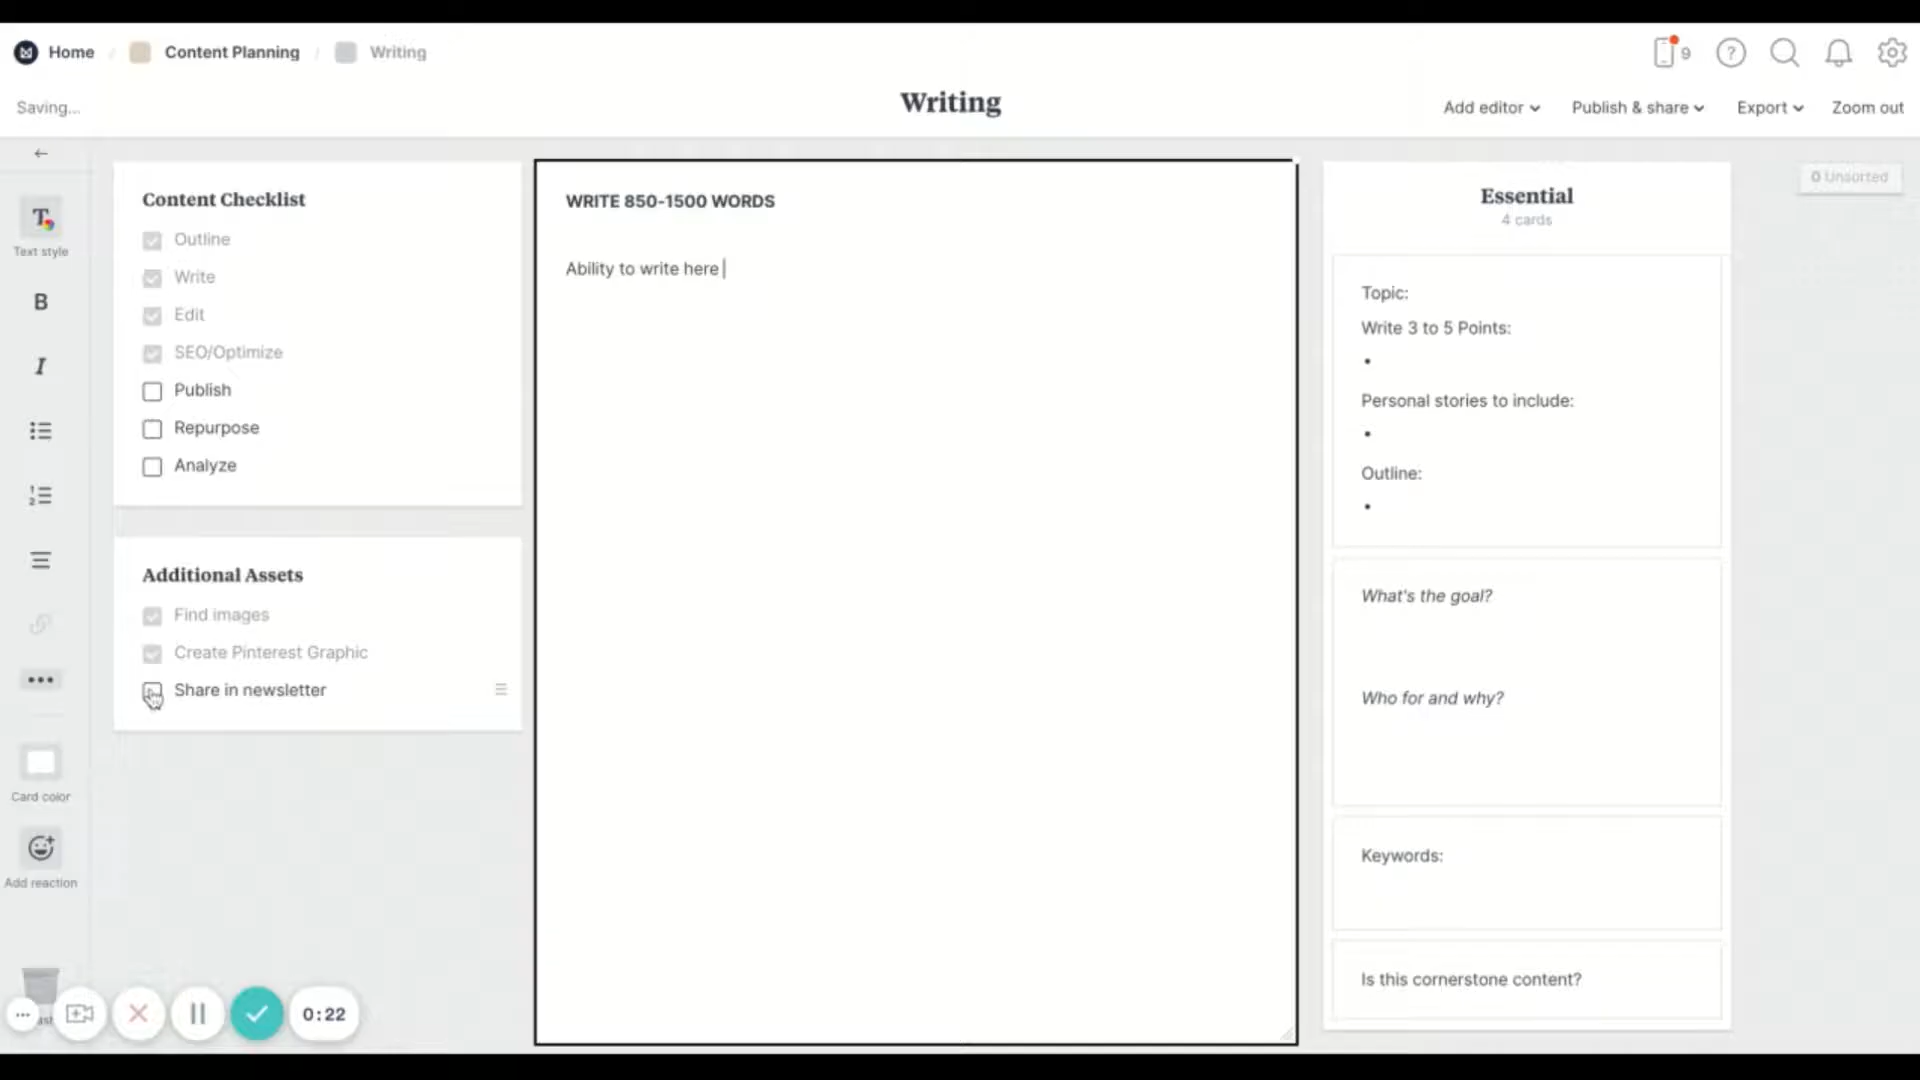 Home / Content Planning / Writing
9
?
Saving...
Writing
Add editor
Publish & share
Export
Zoom out
0 Unsorted
T
Text style
B
I
1
2
Card color
Add reaction
Content Checklist
Outline
Write
Edit
SEO/Optimize
Publish
Repurpose
Analyze
Additional Assets
Find images
Create Pinterest Graphic
Share in newsletter
WRITE 850-1500 WORDS
Ability to write here
Essential
4 cards
Topic:
Write 3 to 5 Points:
•
Personal stories to include:
•
Outline:
•
What's the goal?
Who for and why?
Keywords:
Is this cornerstone content?
0:22